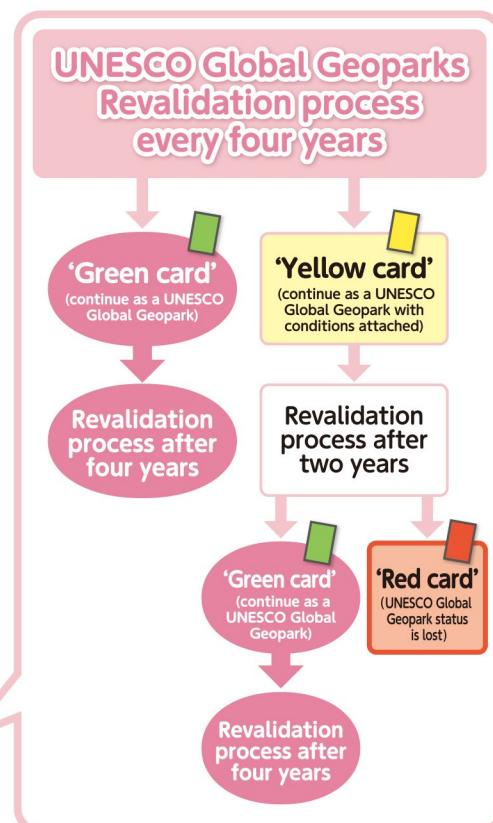 UNESCO Global Geoparks
Revalidation process
every four years
‘Green card’
(continue as a UNESCO
Global Geopark)
Revalidation
process after
four years
‘Yellow card’
(continue as a UNESCO
Global Geopark with
conditions attached)
Revalidation
process after
two years
‘Green card’
(continue as a
UNESCO Global
Geopark)
Revalidation
process after
four years
‘Red card’
(UNESCO Global
Geopark status
is lost)